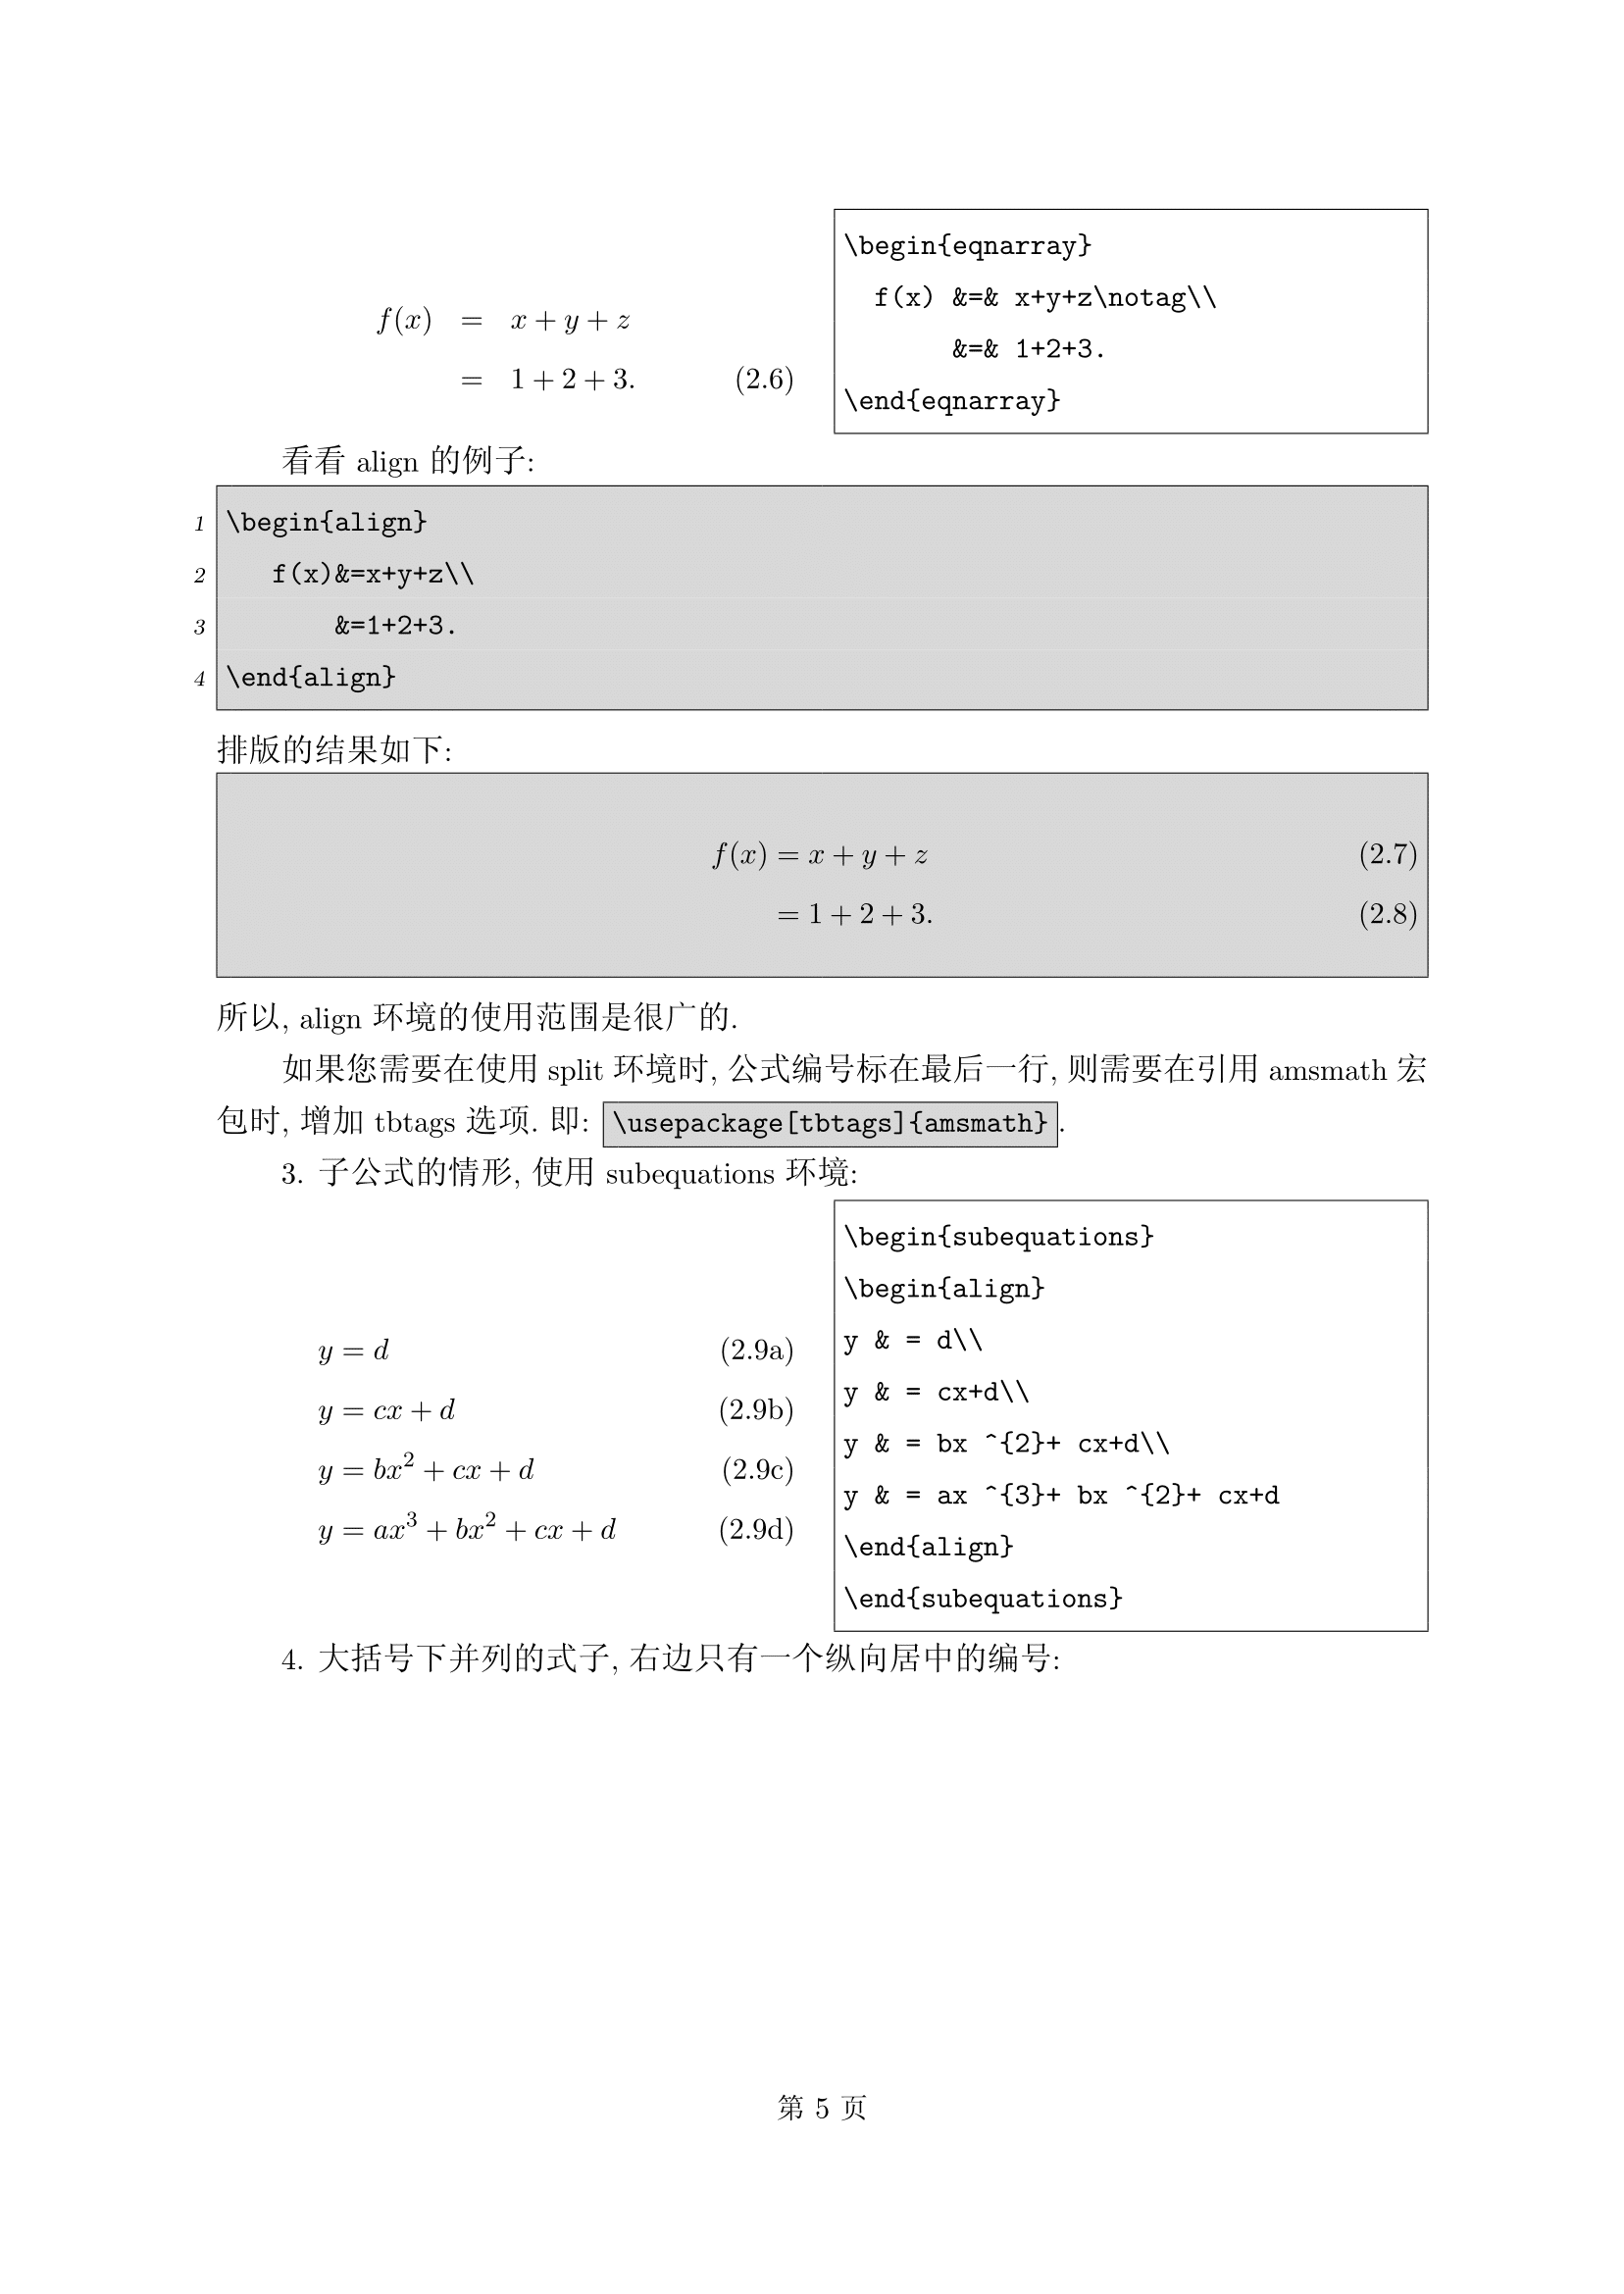 f(x) = x + y + z
= 1 + 2 + 3. (2.6)
\begin{eqnarray}
  f(x) &=& x+y+z\notag\\
       &=& 1+2+3.
\end{eqnarray}
看看 align 的例子:
1 \begin{align}
2    f(x)&=x+y+z\\
3        &=1+2+3.
4 \end{align}
排版的结果如下:
f(x) = x + y + z (2.7)
= 1 + 2 + 3. (2.8)
所以, align 环境的使用范围是很广的.
如果您需要在使用 split 环境时, 公式编号标在最后一行, 则需要在引用 amsmath 宏
包时, 增加 tbtags 选项. 即: \usepackage[tbtags]{amsmath}.
3. 子公式的情形, 使用 subequations 环境:
y = d (2.9a)
y = cx + d (2.9b)
y = bx² + cx + d (2.9c)
y = ax³ + bx² + cx + d (2.9d)
\begin{subequations}
\begin{align}
y & = d\\
y & = cx+d\\
y & = bx ^{2}+ cx+d\\
y & = ax ^{3}+ bx ^{2}+ cx+d
\end{align}
\end{subequations}
4. 大括号下并列的式子, 右边只有一个纵向居中的编号:
第 5 页